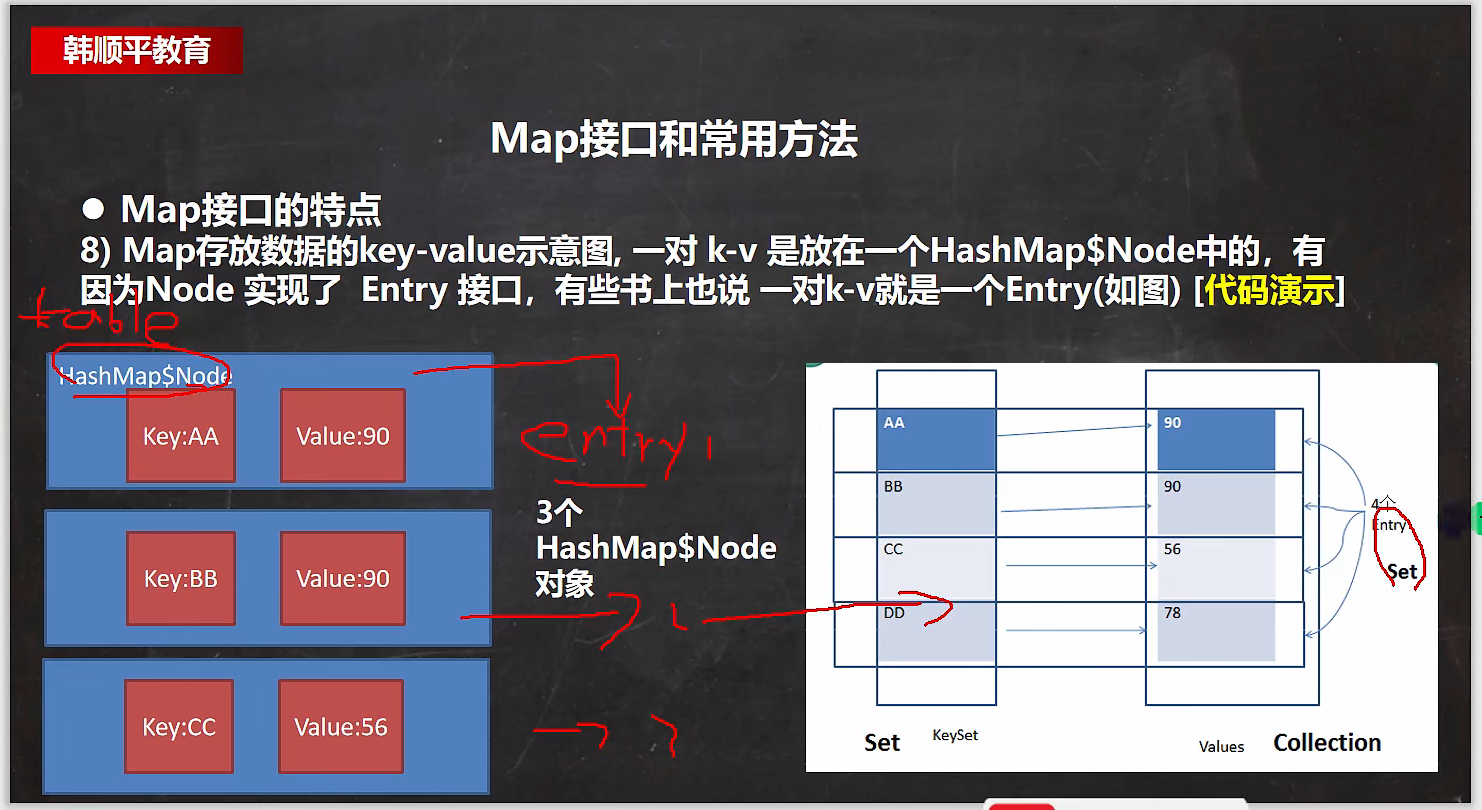 韩顺平教育
Map接口和常用方法
● Map接口的特点
8) Map存放数据的key-value示意图, 一对 k-v 是放在一个HashMap$Node中的，有
因为Node 实现了 Entry 接口，有些书上也说 一对k-v就是一个Entry(如图) [代码演示]
table
HashMap$Node
Key:AA
Value:90
entry 1
3个
HashMap$Node
对象
Key:BB
Value:90
Key:CC
Value:56
AA
90
BB
90
CC
56
DD
78
4个
Entry
Set
Set
KeySet
Values
Collection